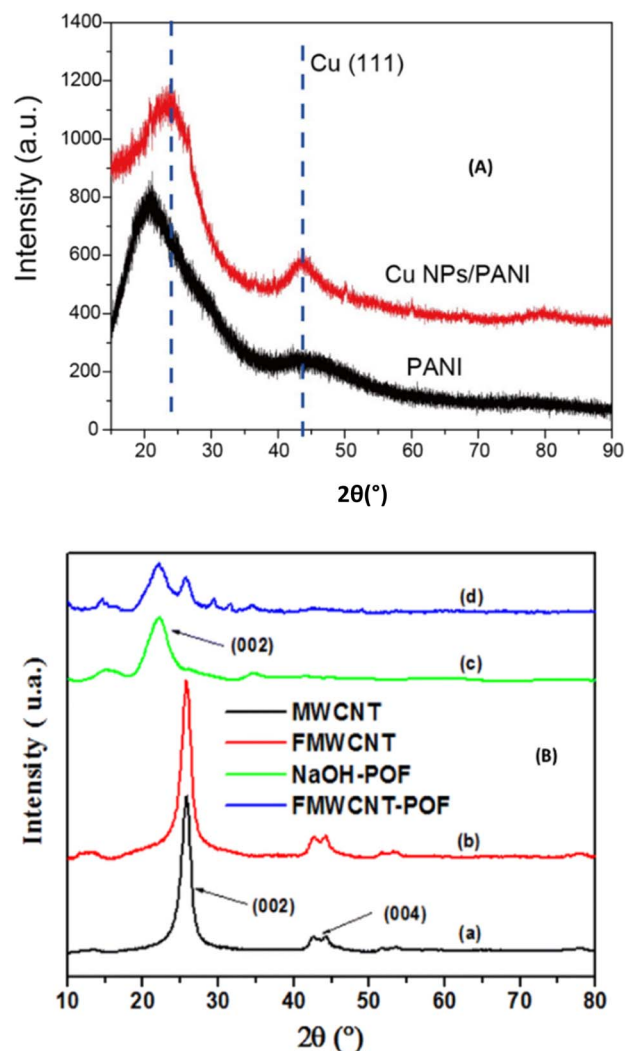 1400
1200
1000
800
600
400
200
0
Intensity (a.u.)
Cu (111)
(A)
Cu NPs/PANI
PANI
20 30 40 50 60 70 80 90
2θ(°)
Intensity ( u.a.)
(d)
(002)
(c)
MWCNT
FMWCNT
NaOH-POF
FMWCNT-POF
(B)
(b)
(002)
(004)
(a)
10 20 30 40 50 60 70 80
2θ (°)